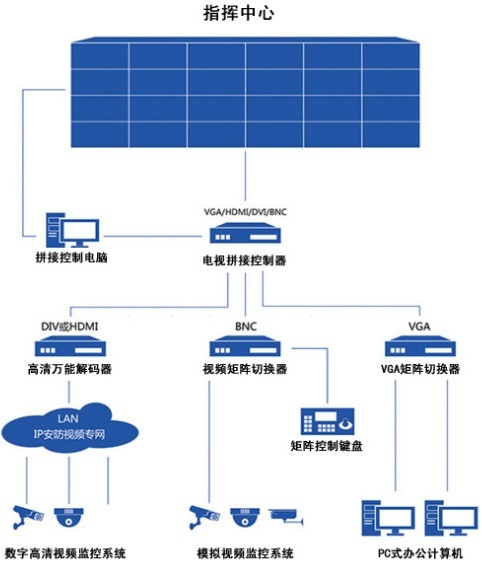 指挥中心
VGA/HDMI/DVI/BNC
拼接控制电脑
电视拼接控制器
DIV或HDMI
BNC
VGA
高清万能解码器
视频矩阵切换器
VGA矩阵切换器
LAN
IP安防视频专网
矩阵控制键盘
数字高清视频监控系统
模拟视频监控系统
PC式办公计算机